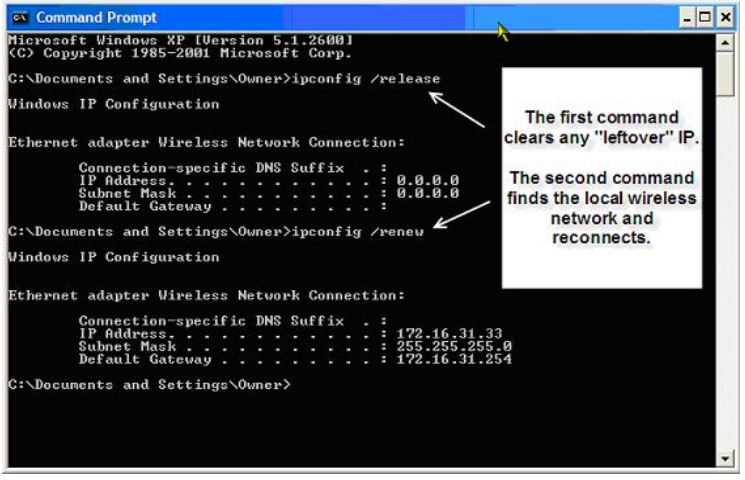 Command Prompt
Microsoft Windows XP [Version 5.1.2600]
(C) Copyright 1985-2001 Microsoft Corp.
C:\Documents and Settings\Owner>ipconfig /release
Windows IP Configuration
Ethernet adapter Wireless Network Connection:
Connection-specific DNS Suffix  . :
IP Address. . . . . . . . . . . . : 0.0.0.0
Subnet Mask . . . . . . . . . . . : 0.0.0.0
Default Gateway . . . . . . . . . :
C:\Documents and Settings\Owner>ipconfig /renew
Windows IP Configuration
Ethernet adapter Wireless Network Connection:
Connection-specific DNS Suffix  . :
IP Address. . . . . . . . . . . . : 172.16.31.33
Subnet Mask . . . . . . . . . . . : 255.255.255.0
Default Gateway . . . . . . . . . : 172.16.31.254
C:\Documents and Settings\Owner>
The first command
clears any "leftover" IP.
The second command
finds the local wireless
network and
reconnects.